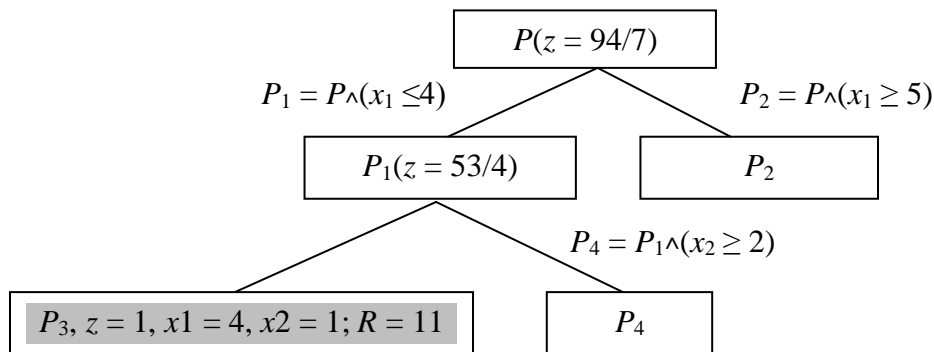 P(z = 94/7)
P₁ = P∧(x₁ ≤4)
P₂ = P∧(x₁ ≥ 5)
P₁(z = 53/4)
P₂
P₄ = P₁∧(x₂ ≥ 2)
P₃, z = 1, x1 = 4, x2 = 1; R = 11
P₄